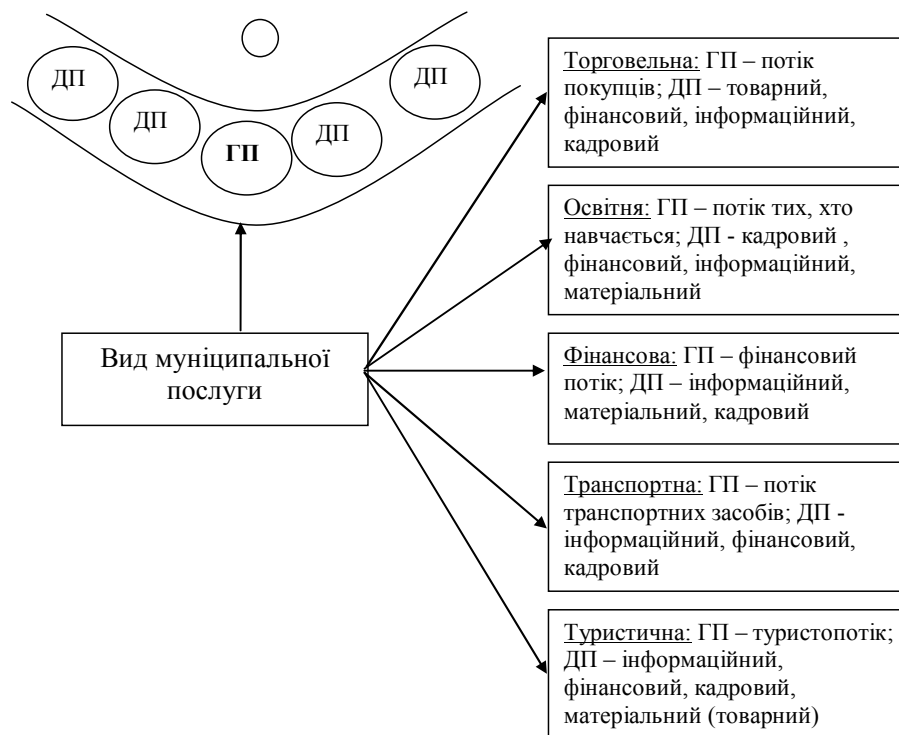 ДП
ДП
ГП
ДП
ДП
Вид муніципальної
послуги
Торговельна: ГП – потік
покупців; ДП – товарний,
фінансовий, інформаційний,
кадровий
Освітня: ГП – потік тих, хто
навчається; ДП - кадровий ,
фінансовий, інформаційний,
матеріальний
Фінансова: ГП – фінансовий
потік; ДП – інформаційний,
матеріальний, кадровий
Транспортна: ГП – потік
транспортних засобів; ДП -
інформаційний, фінансовий,
кадровий
Туристична: ГП – туристопотік;
ДП – інформаційний,
фінансовий, кадровий,
матеріальний (товарний)